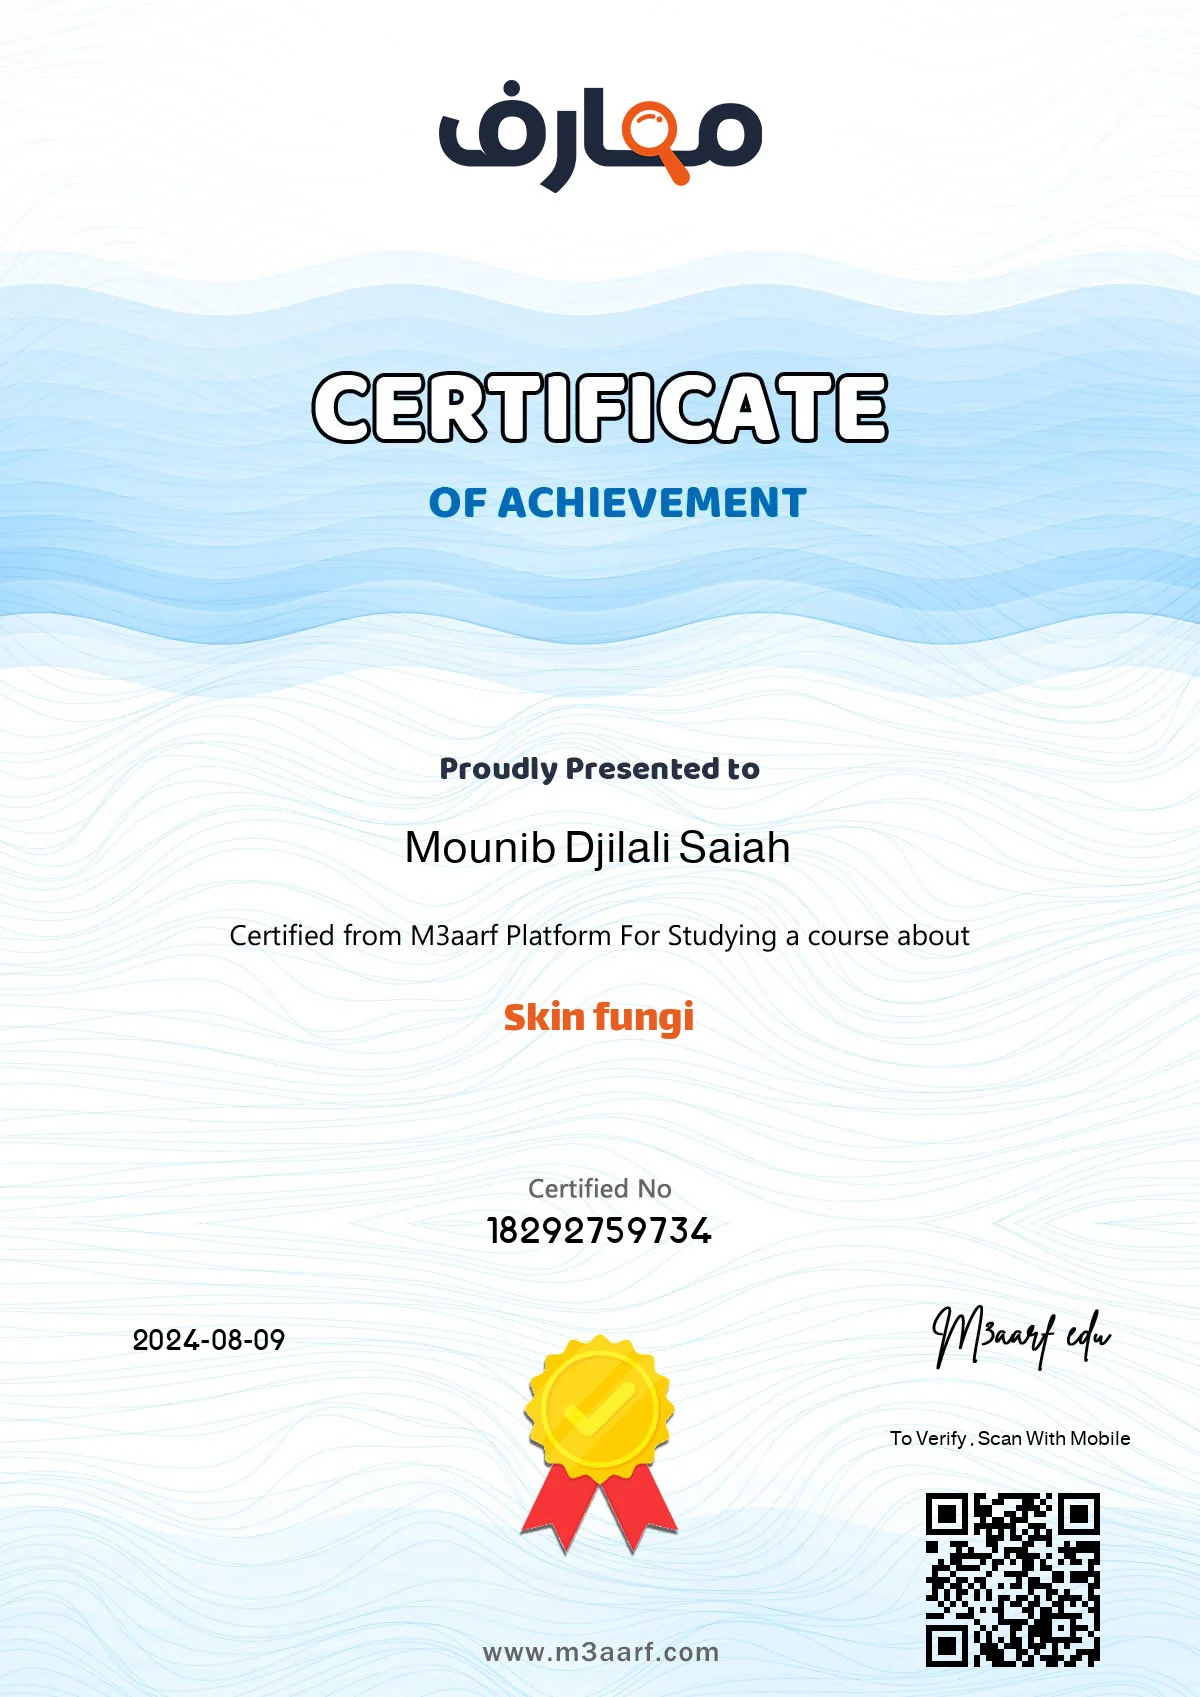 معارف
CERTIFICATE
OF ACHIEVEMENT
Proudly Presented to
Mounib Djilali Saiah
Certified from M3aarf Platform For Studying a course about
Skin fungi
Certified No
18292759734
2024-08-09
M3aarf edu
To Verify , Scan With Mobile
www.m3aarf.com